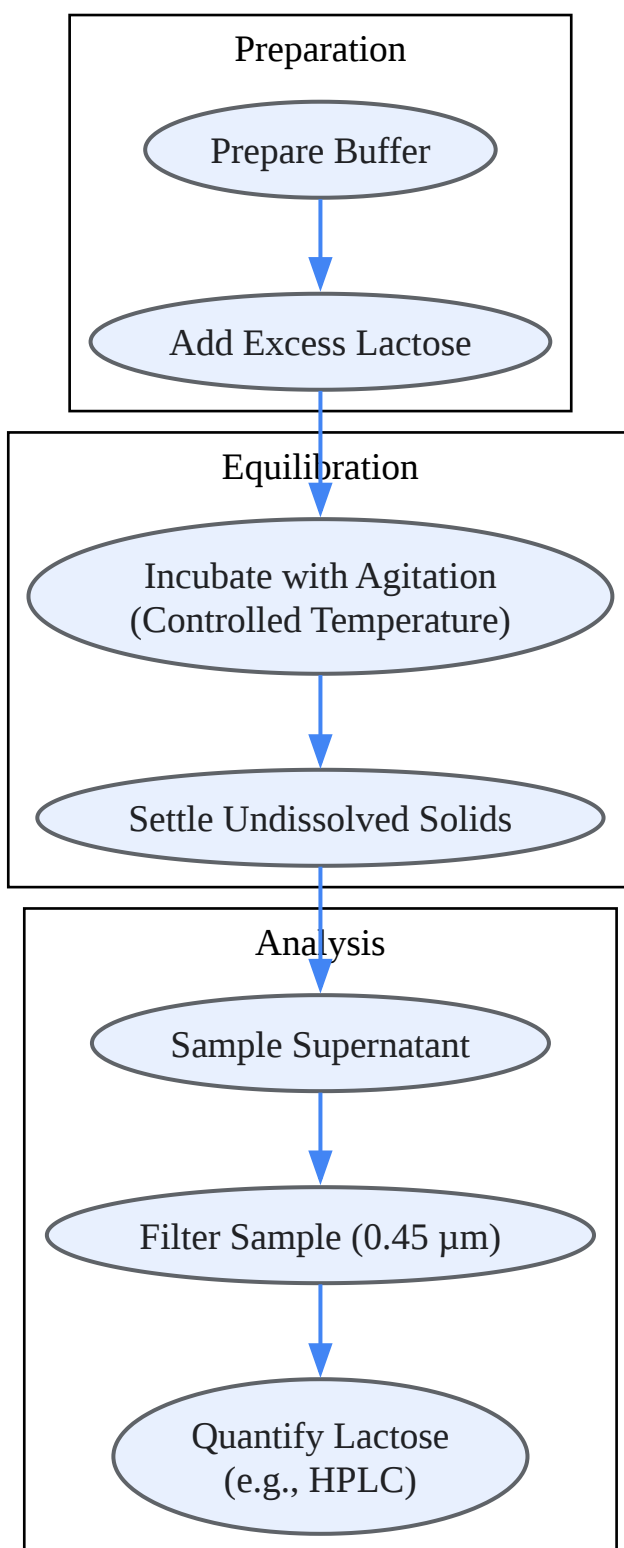 Preparation
Prepare Buffer
Add Excess Lactose
Equilibration
Incubate with Agitation
(Controlled Temperature)
Settle Undissolved Solids
Analysis
Sample Supernatant
Filter Sample (0.45 µm)
Quantify Lactose
(e.g., HPLC)